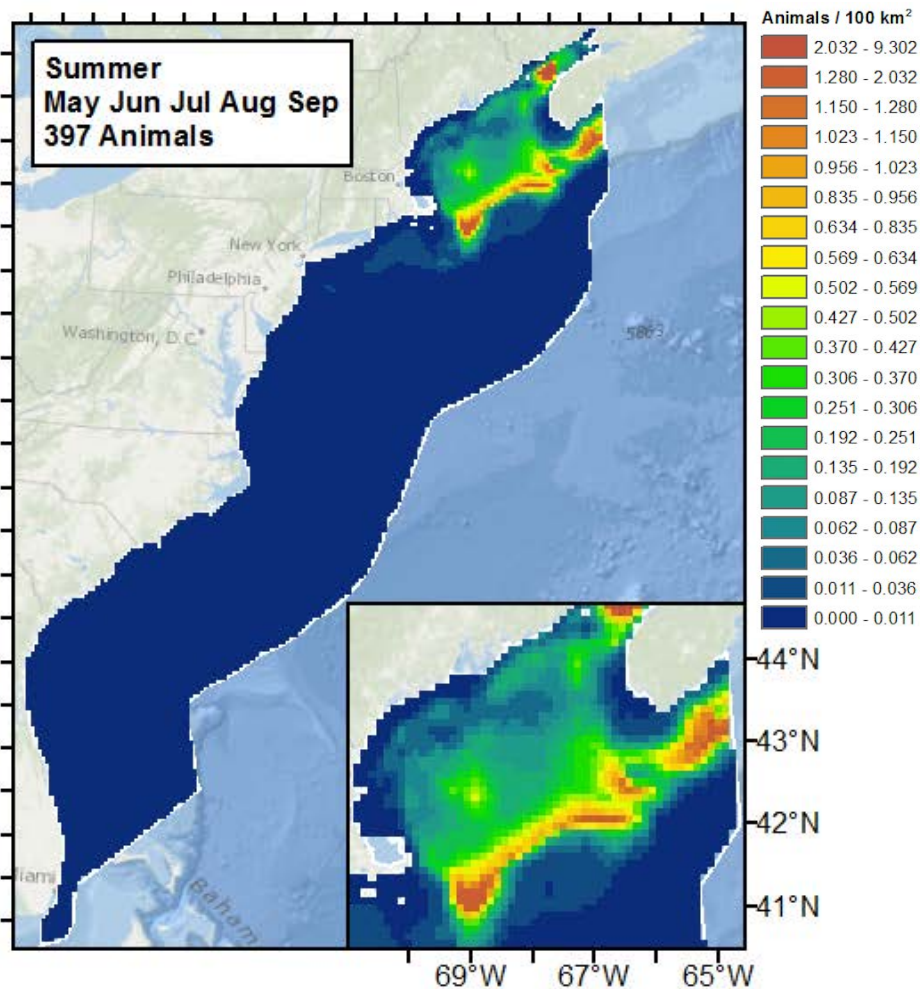 Summer
May Jun Jul Aug Sep
397 Animals
Boston
New York
Philadelphia
Washington, D.C.
5863
iami
Baham
Animals / 100 km²
2.032 - 9.302
1.280 - 2.032
1.150 - 1.280
1.023 - 1.150
0.956 - 1.023
0.835 - 0.956
0.634 - 0.835
0.569 - 0.634
0.502 - 0.569
0.427 - 0.502
0.370 - 0.427
0.306 - 0.370
0.251 - 0.306
0.192 - 0.251
0.135 - 0.192
0.087 - 0.135
0.062 - 0.087
0.036 - 0.062
0.011 - 0.036
0.000 - 0.011
44°N
43°N
42°N
41°N
69°W 67°W 65°W